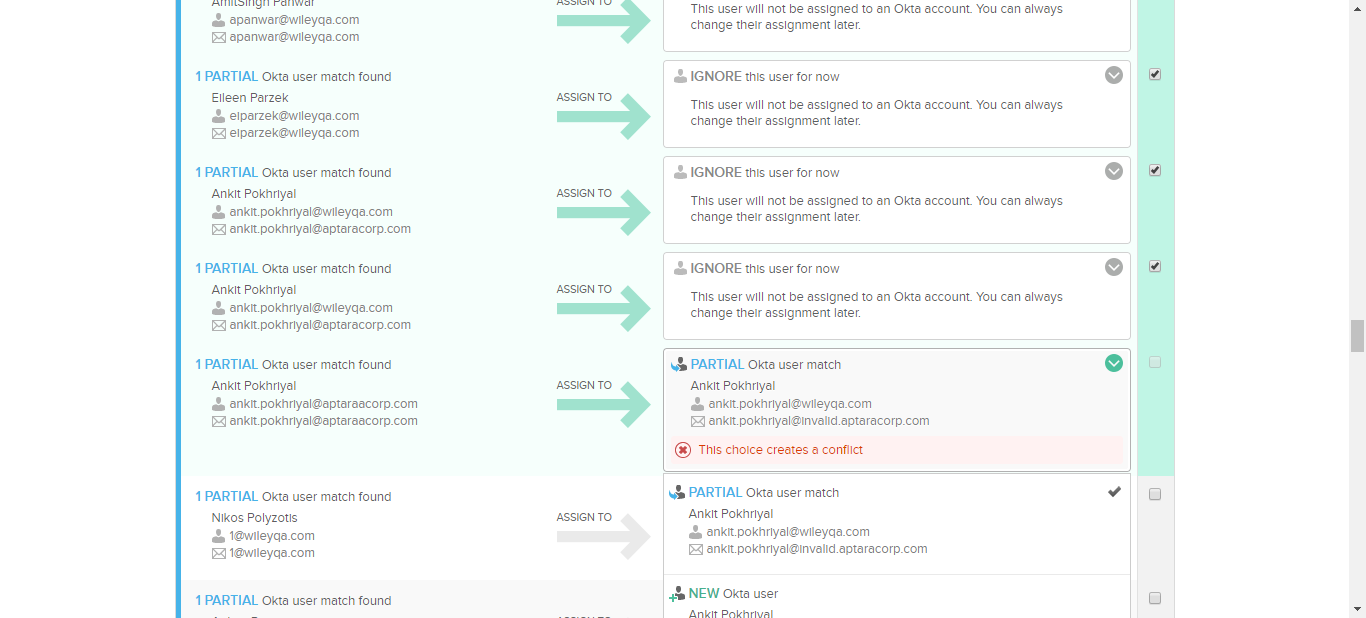 AmitSingh Panwar
apanwar@wileyqa.com
apanwar@wileyqa.com
ASSIGN TO
This user will not be assigned to an Okta account. You can always
change their assignment later.
1 PARTIAL Okta user match found
Eileen Parzek
eiparzek@wileyqa.com
eiparzek@wileyqa.com
ASSIGN TO
IGNORE this user for now
This user will not be assigned to an Okta account. You can always
change their assignment later.
1 PARTIAL Okta user match found
Ankit Pokhriyal
ankit.pokhriyal@wileyqa.com
ankit.pokhriyal@aptaracorp.com
ASSIGN TO
IGNORE this user for now
This user will not be assigned to an Okta account. You can always
change their assignment later.
1 PARTIAL Okta user match found
Ankit Pokhriyal
ankit.pokhriyal@wileyqa.com
ankit.pokhriyal@aptaracorp.com
ASSIGN TO
IGNORE this user for now
This user will not be assigned to an Okta account. You can always
change their assignment later.
1 PARTIAL Okta user match found
Ankit Pokhriyal
ankit.pokhriyal@aptaraacorp.com
ankit.pokhriyal@aptaraacorp.com
ASSIGN TO
PARTIAL Okta user match
Ankit Pokhriyal
ankit.pokhriyal@wileyqa.com
ankit.pokhriyal@invalid.aptaracorp.com
This choice creates a conflict
1 PARTIAL Okta user match found
Nikos Polyzotis
1@wileyqa.com
1@wileyqa.com
ASSIGN TO
PARTIAL Okta user match
Ankit Pokhriyal
ankit.pokhriyal@wileyqa.com
ankit.pokhriyal@invalid.aptaracorp.com
1 PARTIAL Okta user match found
ASSIGN TO
NEW Okta user
Ankit Pokhriyal